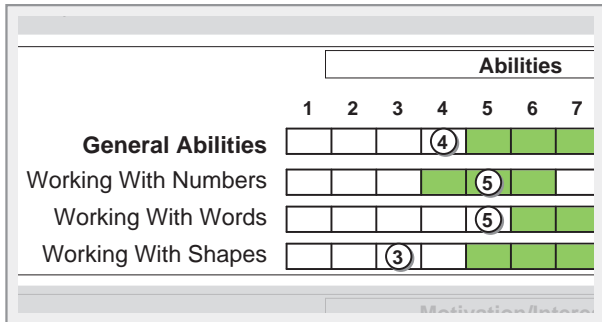 Abilities
1 2 3 4 5 6 7
General Abilities 4
Working With Numbers 5
Working With Words 5
Working With Shapes 3